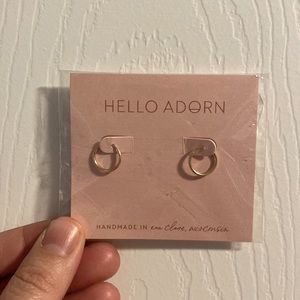 HELLO ADORN
HANDMADE IN eau claire, wisconsin